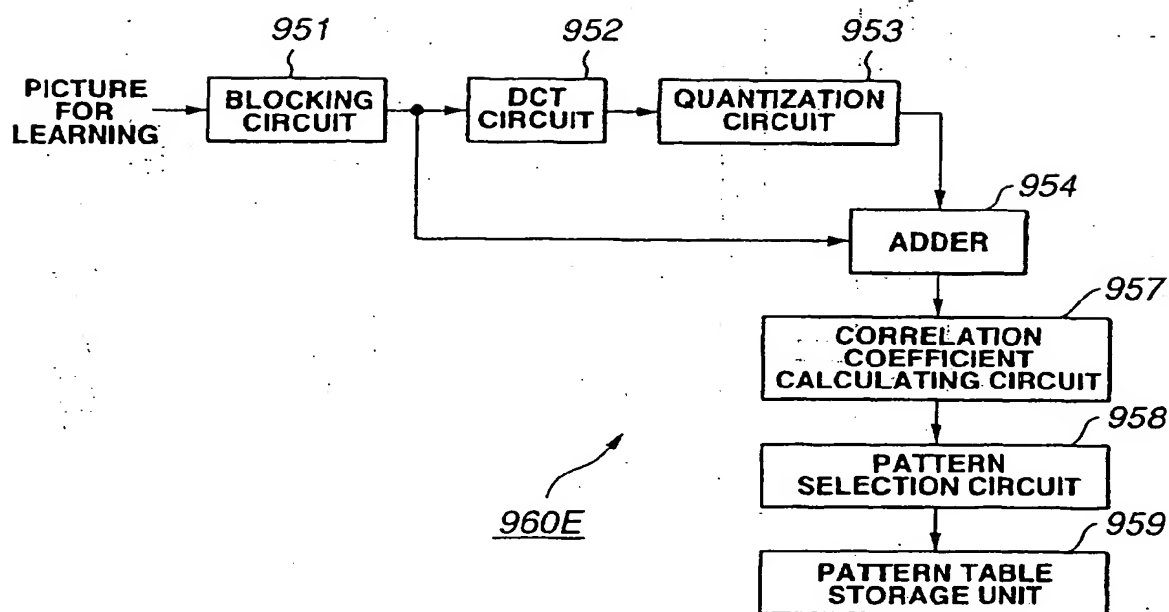 951
952
953
PICTURE
FOR
LEARNING
BLOCKING
CIRCUIT
DCT
CIRCUIT
QUANTIZATION
CIRCUIT
954
ADDER
957
CORRELATION
COEFFICIENT
CALCULATING CIRCUIT
958
PATTERN
SELECTION CIRCUIT
960E
959
PATTERN TABLE
STORAGE UNIT